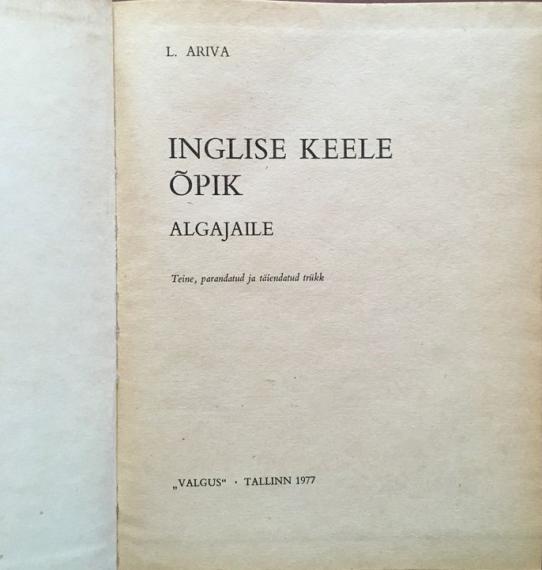 L. ARIVA
INGLISE KEELE
ÕPIK
ALGAJAILE
Teine, parandatud ja täiendatud trükk
„VALGUS“ · TALLINN 1977